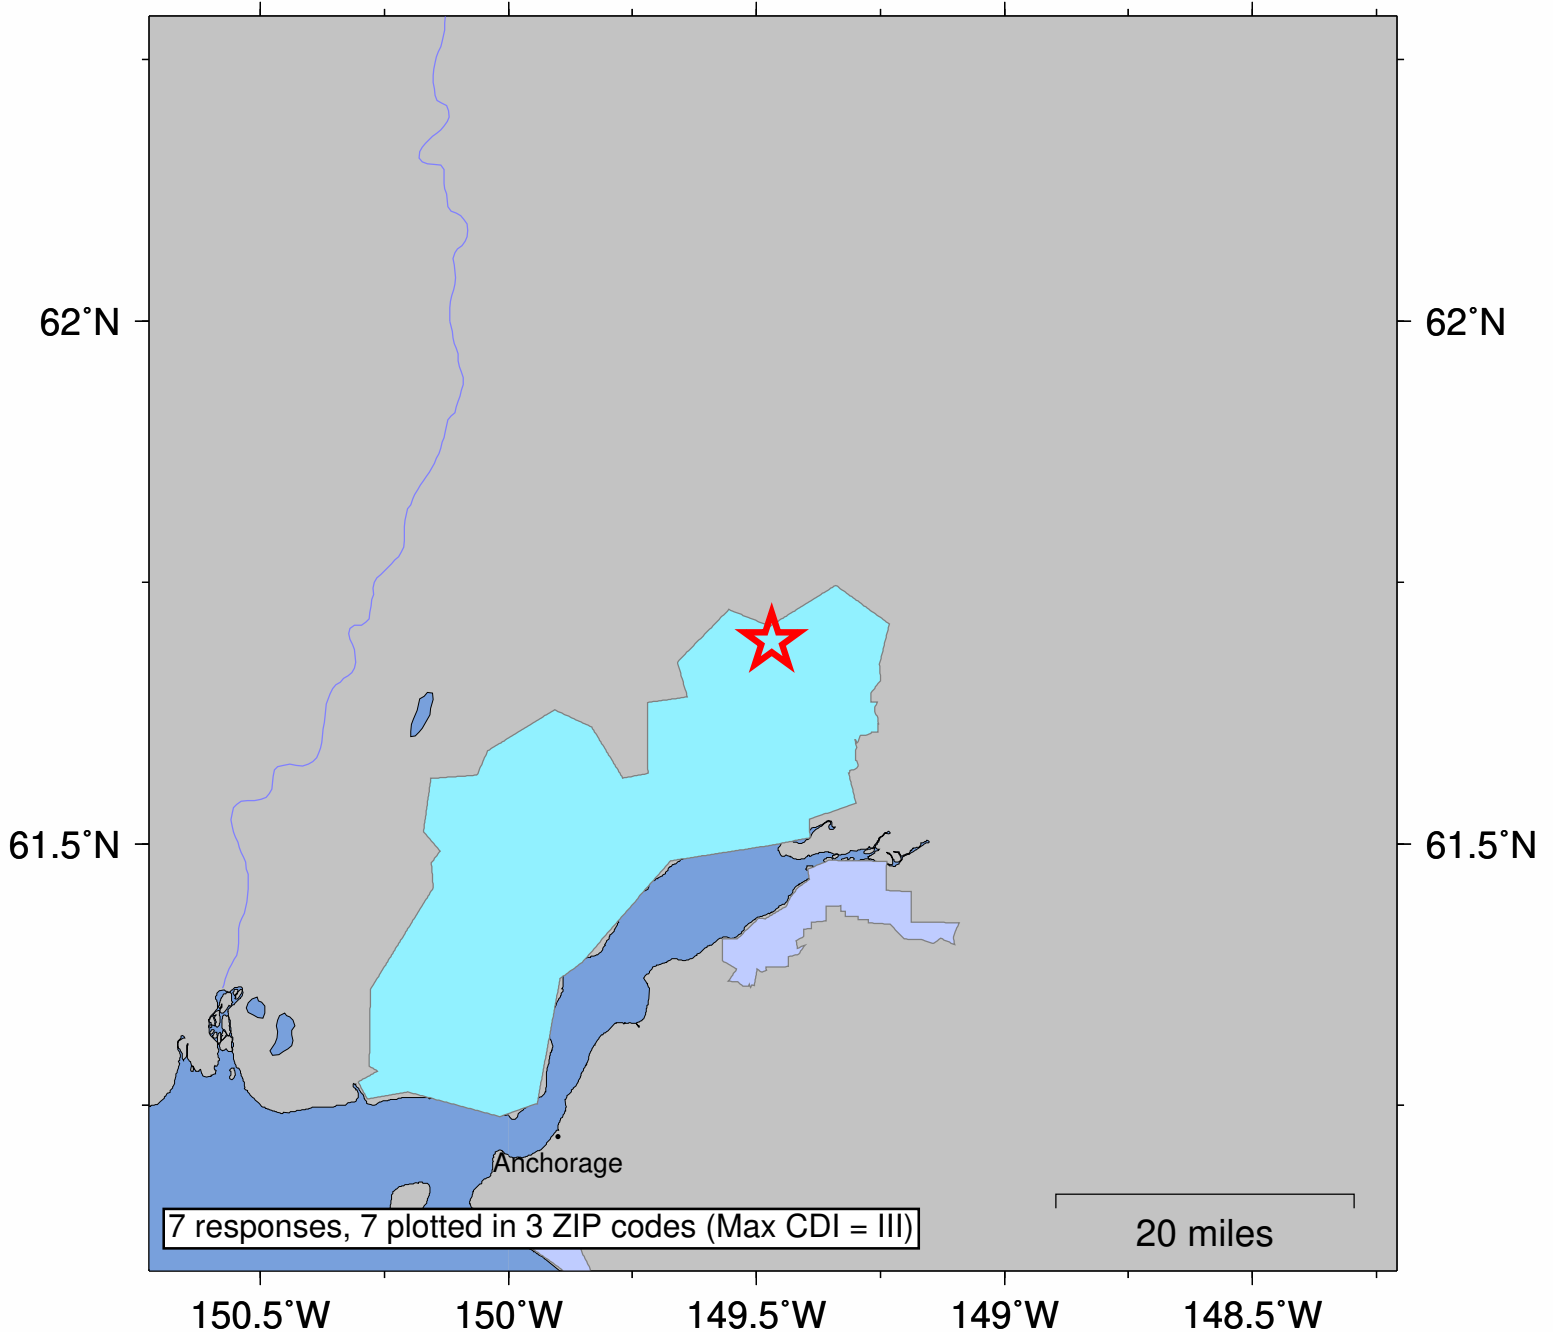 62˚N
62˚N
61.5˚N
61.5˚N
Anchorage
7 responses, 7 plotted in 3 ZIP codes (Max CDI = III)
20 miles
150.5˚W
150˚W
149.5˚W
149˚W
148.5˚W